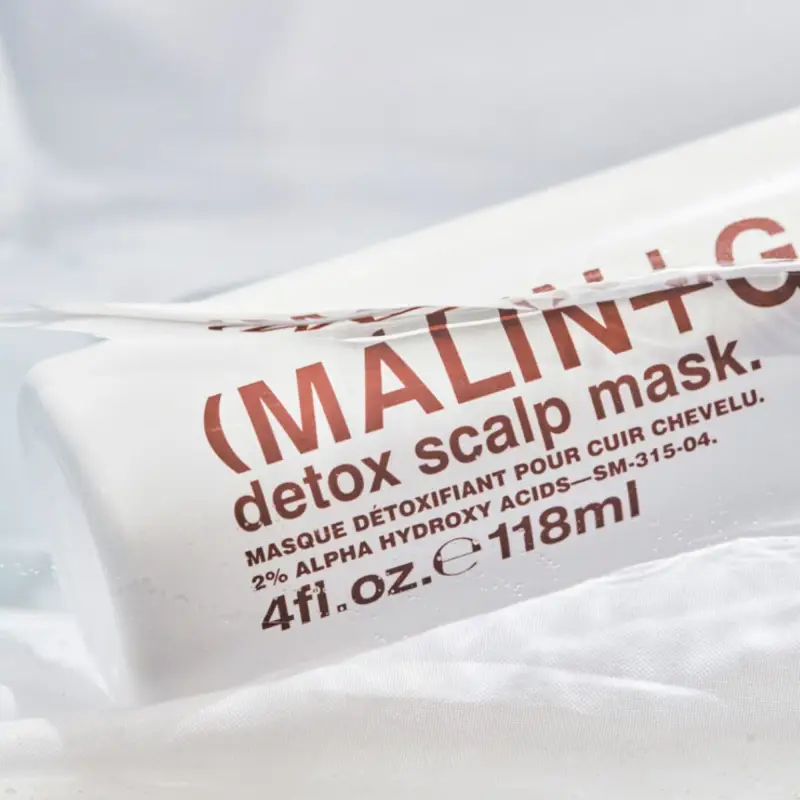 (MALIN+G
detox scalp mask.
MASQUE DÉTOXIFIANT POUR CUIR CHEVELU.
2% ALPHA HYDROXY ACIDS—SM-315-04.
4fl.oz.℮118ml